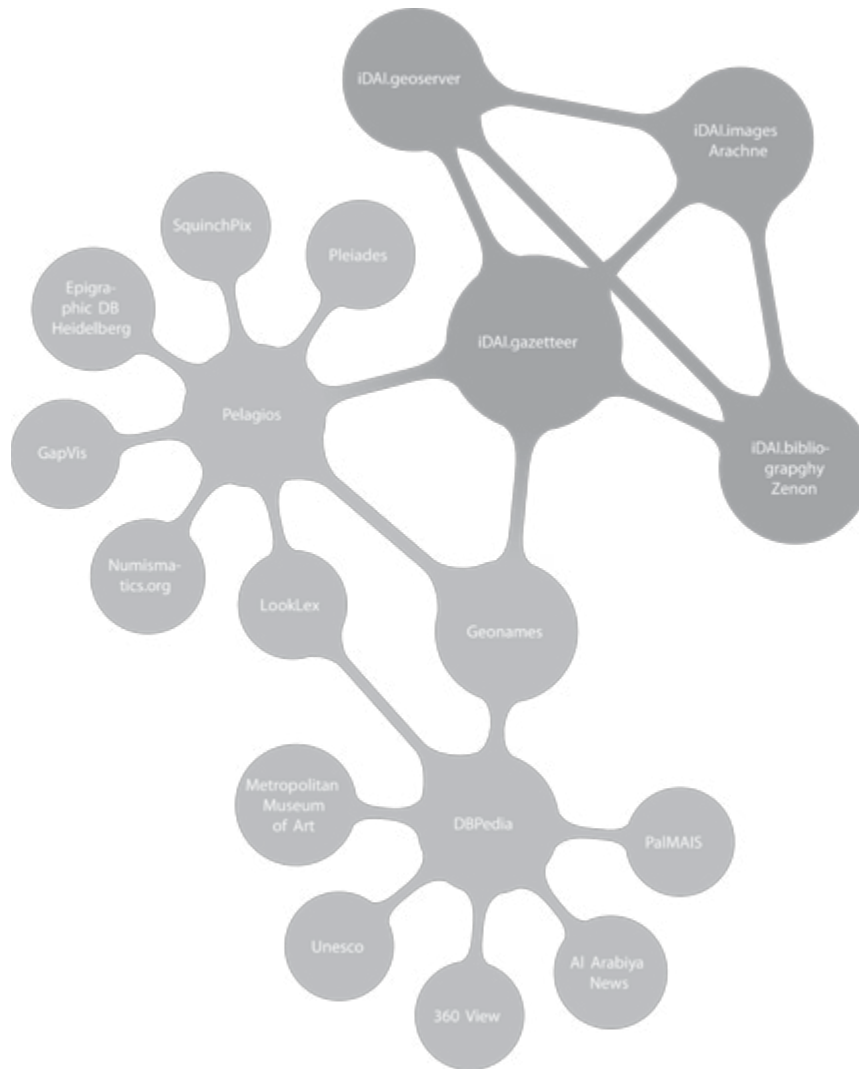 iDAI.geoserver
iDAI.images
Arachne
SquinchPix
Pleiades
Epigra-
phic DB
Heidelberg
iDAI.gazetteer
Pelagios
GapVis
iDAI.biblio-
grapghy
Zenon
Numisma-
tics.org
LookLex
Geonames
Metropolitan
Museum
of Art
DBPedia
PalMAIS
Unesco
Al Arabiya
News
360 View